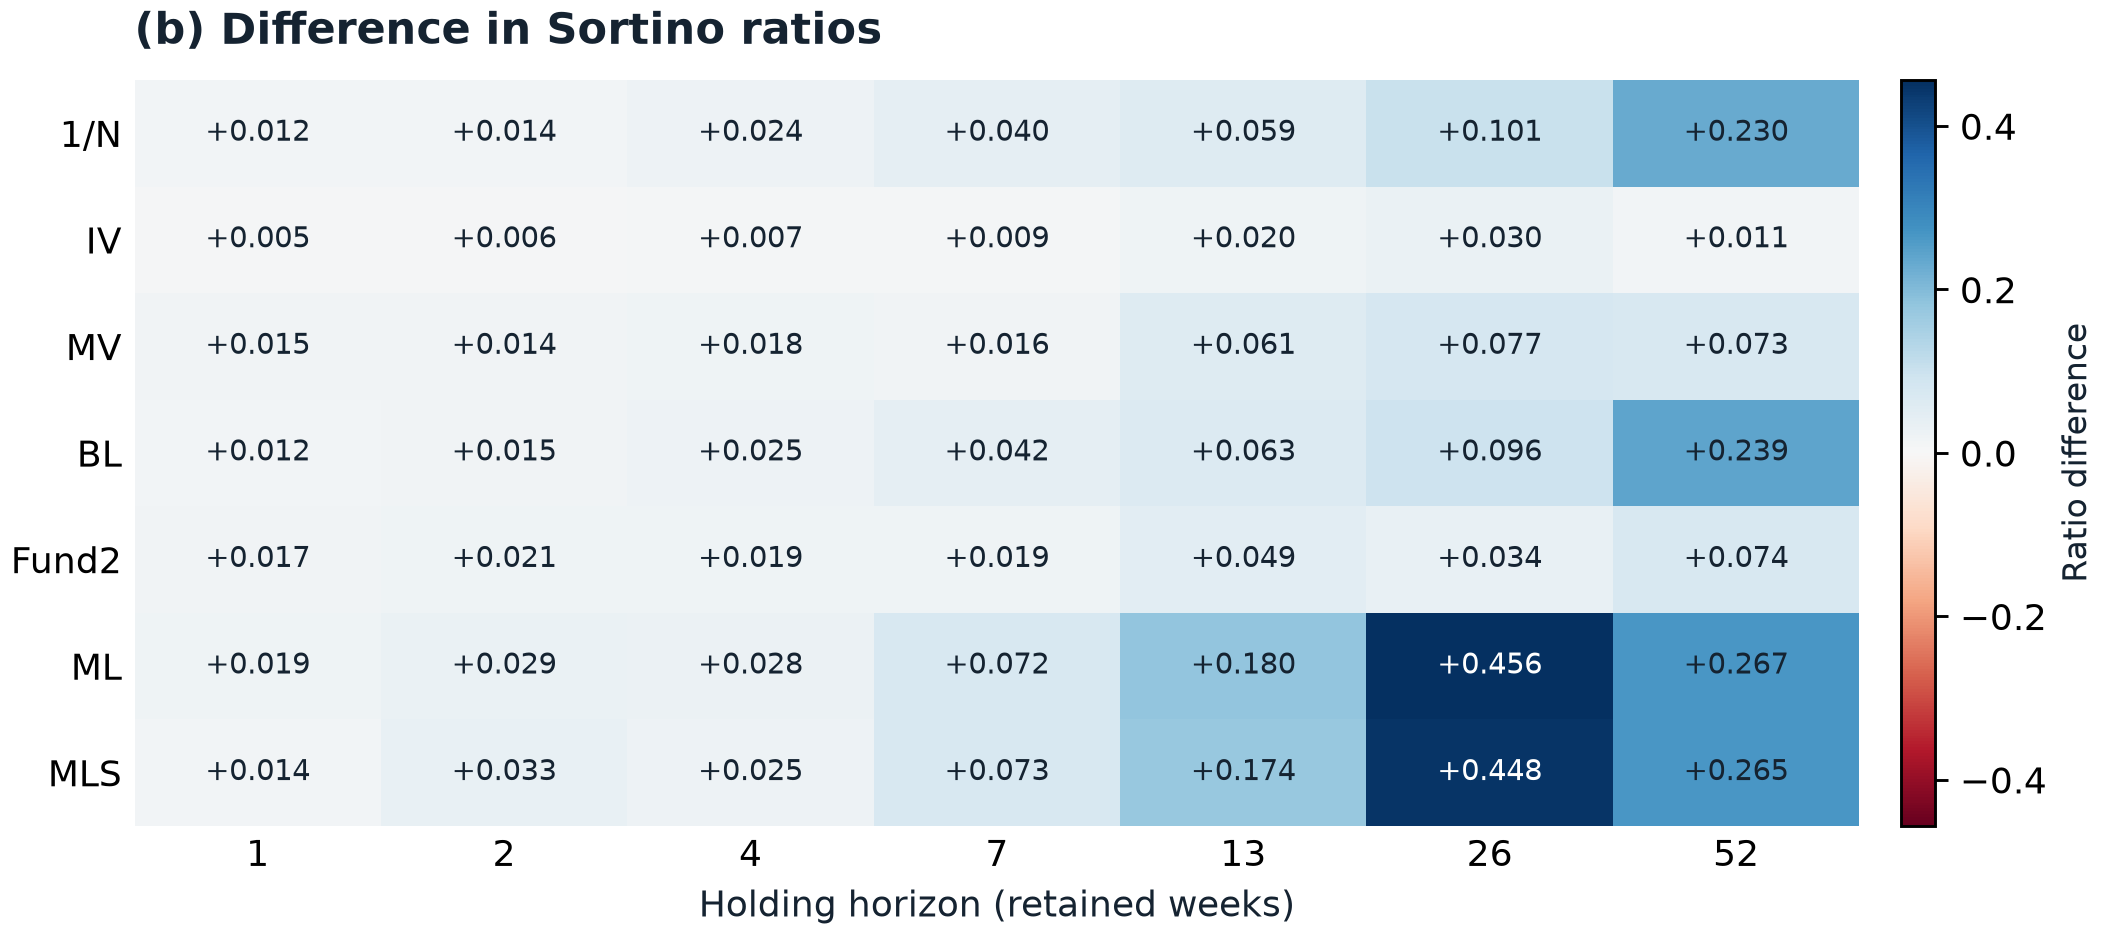 (b) Difference in Sortino ratios
1/N +0.012 +0.014 +0.024 +0.040 +0.059 +0.101 +0.230
IV +0.005 +0.006 +0.007 +0.009 +0.020 +0.030 +0.011
MV +0.015 +0.014 +0.018 +0.016 +0.061 +0.077 +0.073
BL +0.012 +0.015 +0.025 +0.042 +0.063 +0.096 +0.239
Fund2 +0.017 +0.021 +0.019 +0.019 +0.049 +0.034 +0.074
ML +0.019 +0.029 +0.028 +0.072 +0.180 +0.456 +0.267
MLS +0.014 +0.033 +0.025 +0.073 +0.174 +0.448 +0.265
1 2 4 7 13 26 52
Holding horizon (retained weeks)
0.4
0.2
0.0
−0.2
−0.4
Ratio difference